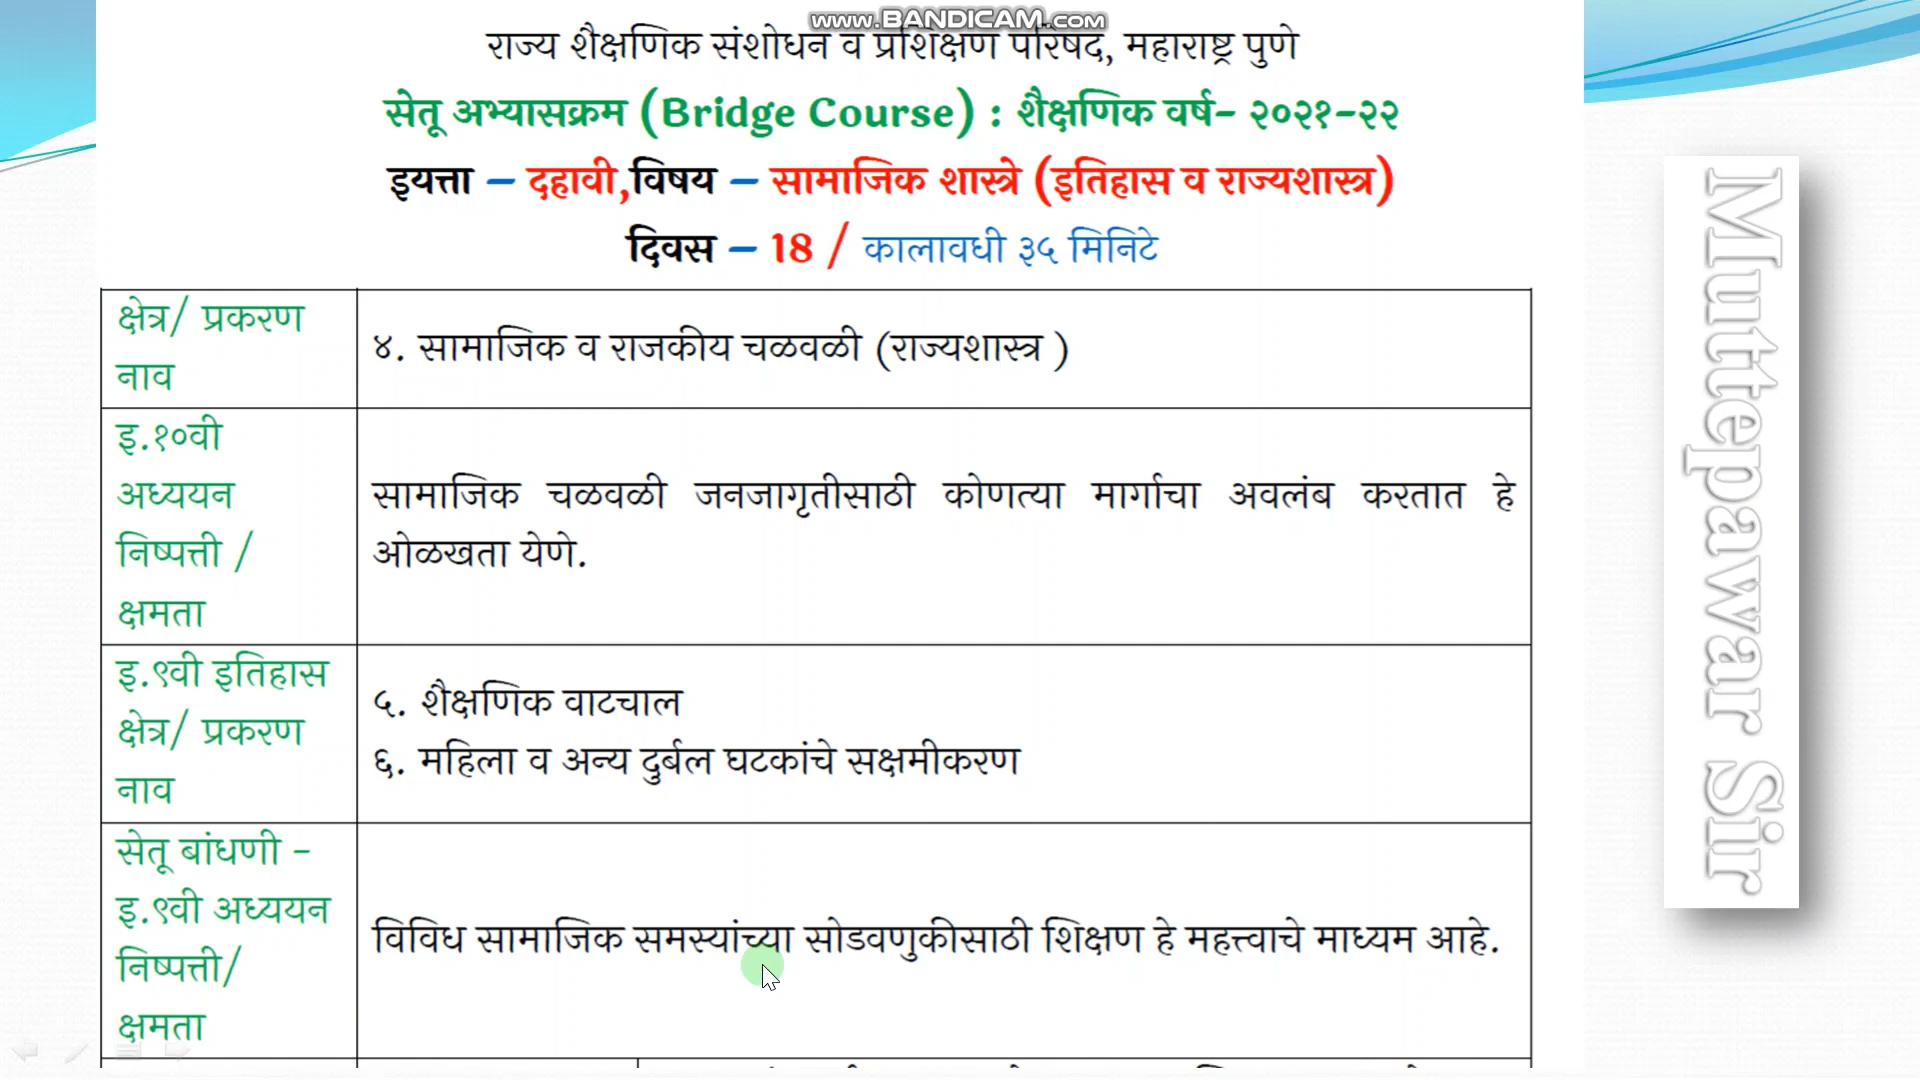 www.BANDICAM.com
राज्य शैक्षणिक संशोधन व प्रशिक्षण परिषद, महाराष्ट्र पुणे
सेतू अभ्यासक्रम (Bridge Course) : शैक्षणिक वर्ष- २०२१-२२
इयत्ता – दहावी,विषय – सामाजिक शास्त्रे (इतिहास व राज्यशास्त्र)
दिवस – 18 / कालावधी ३५ मिनिटे
क्षेत्र/ प्रकरण
नाव
४. सामाजिक व राजकीय चळवळी (राज्यशास्त्र )
इ.१०वी
अध्ययन
निष्पत्ती /
क्षमता
सामाजिक चळवळी जनजागृतीसाठी कोणत्या मार्गाचा अवलंब करतात हे
ओळखता येणे.
इ.९वी इतिहास
क्षेत्र/ प्रकरण
नाव
५. शैक्षणिक वाटचाल
६. महिला व अन्य दुर्बल घटकांचे सक्षमीकरण
सेतू बांधणी -
इ.९वी अध्ययन
निष्पत्ती/
क्षमता
विविध सामाजिक समस्यांच्या सोडवणुकीसाठी शिक्षण हे महत्त्वाचे माध्यम आहे.
Muttepawar Sir